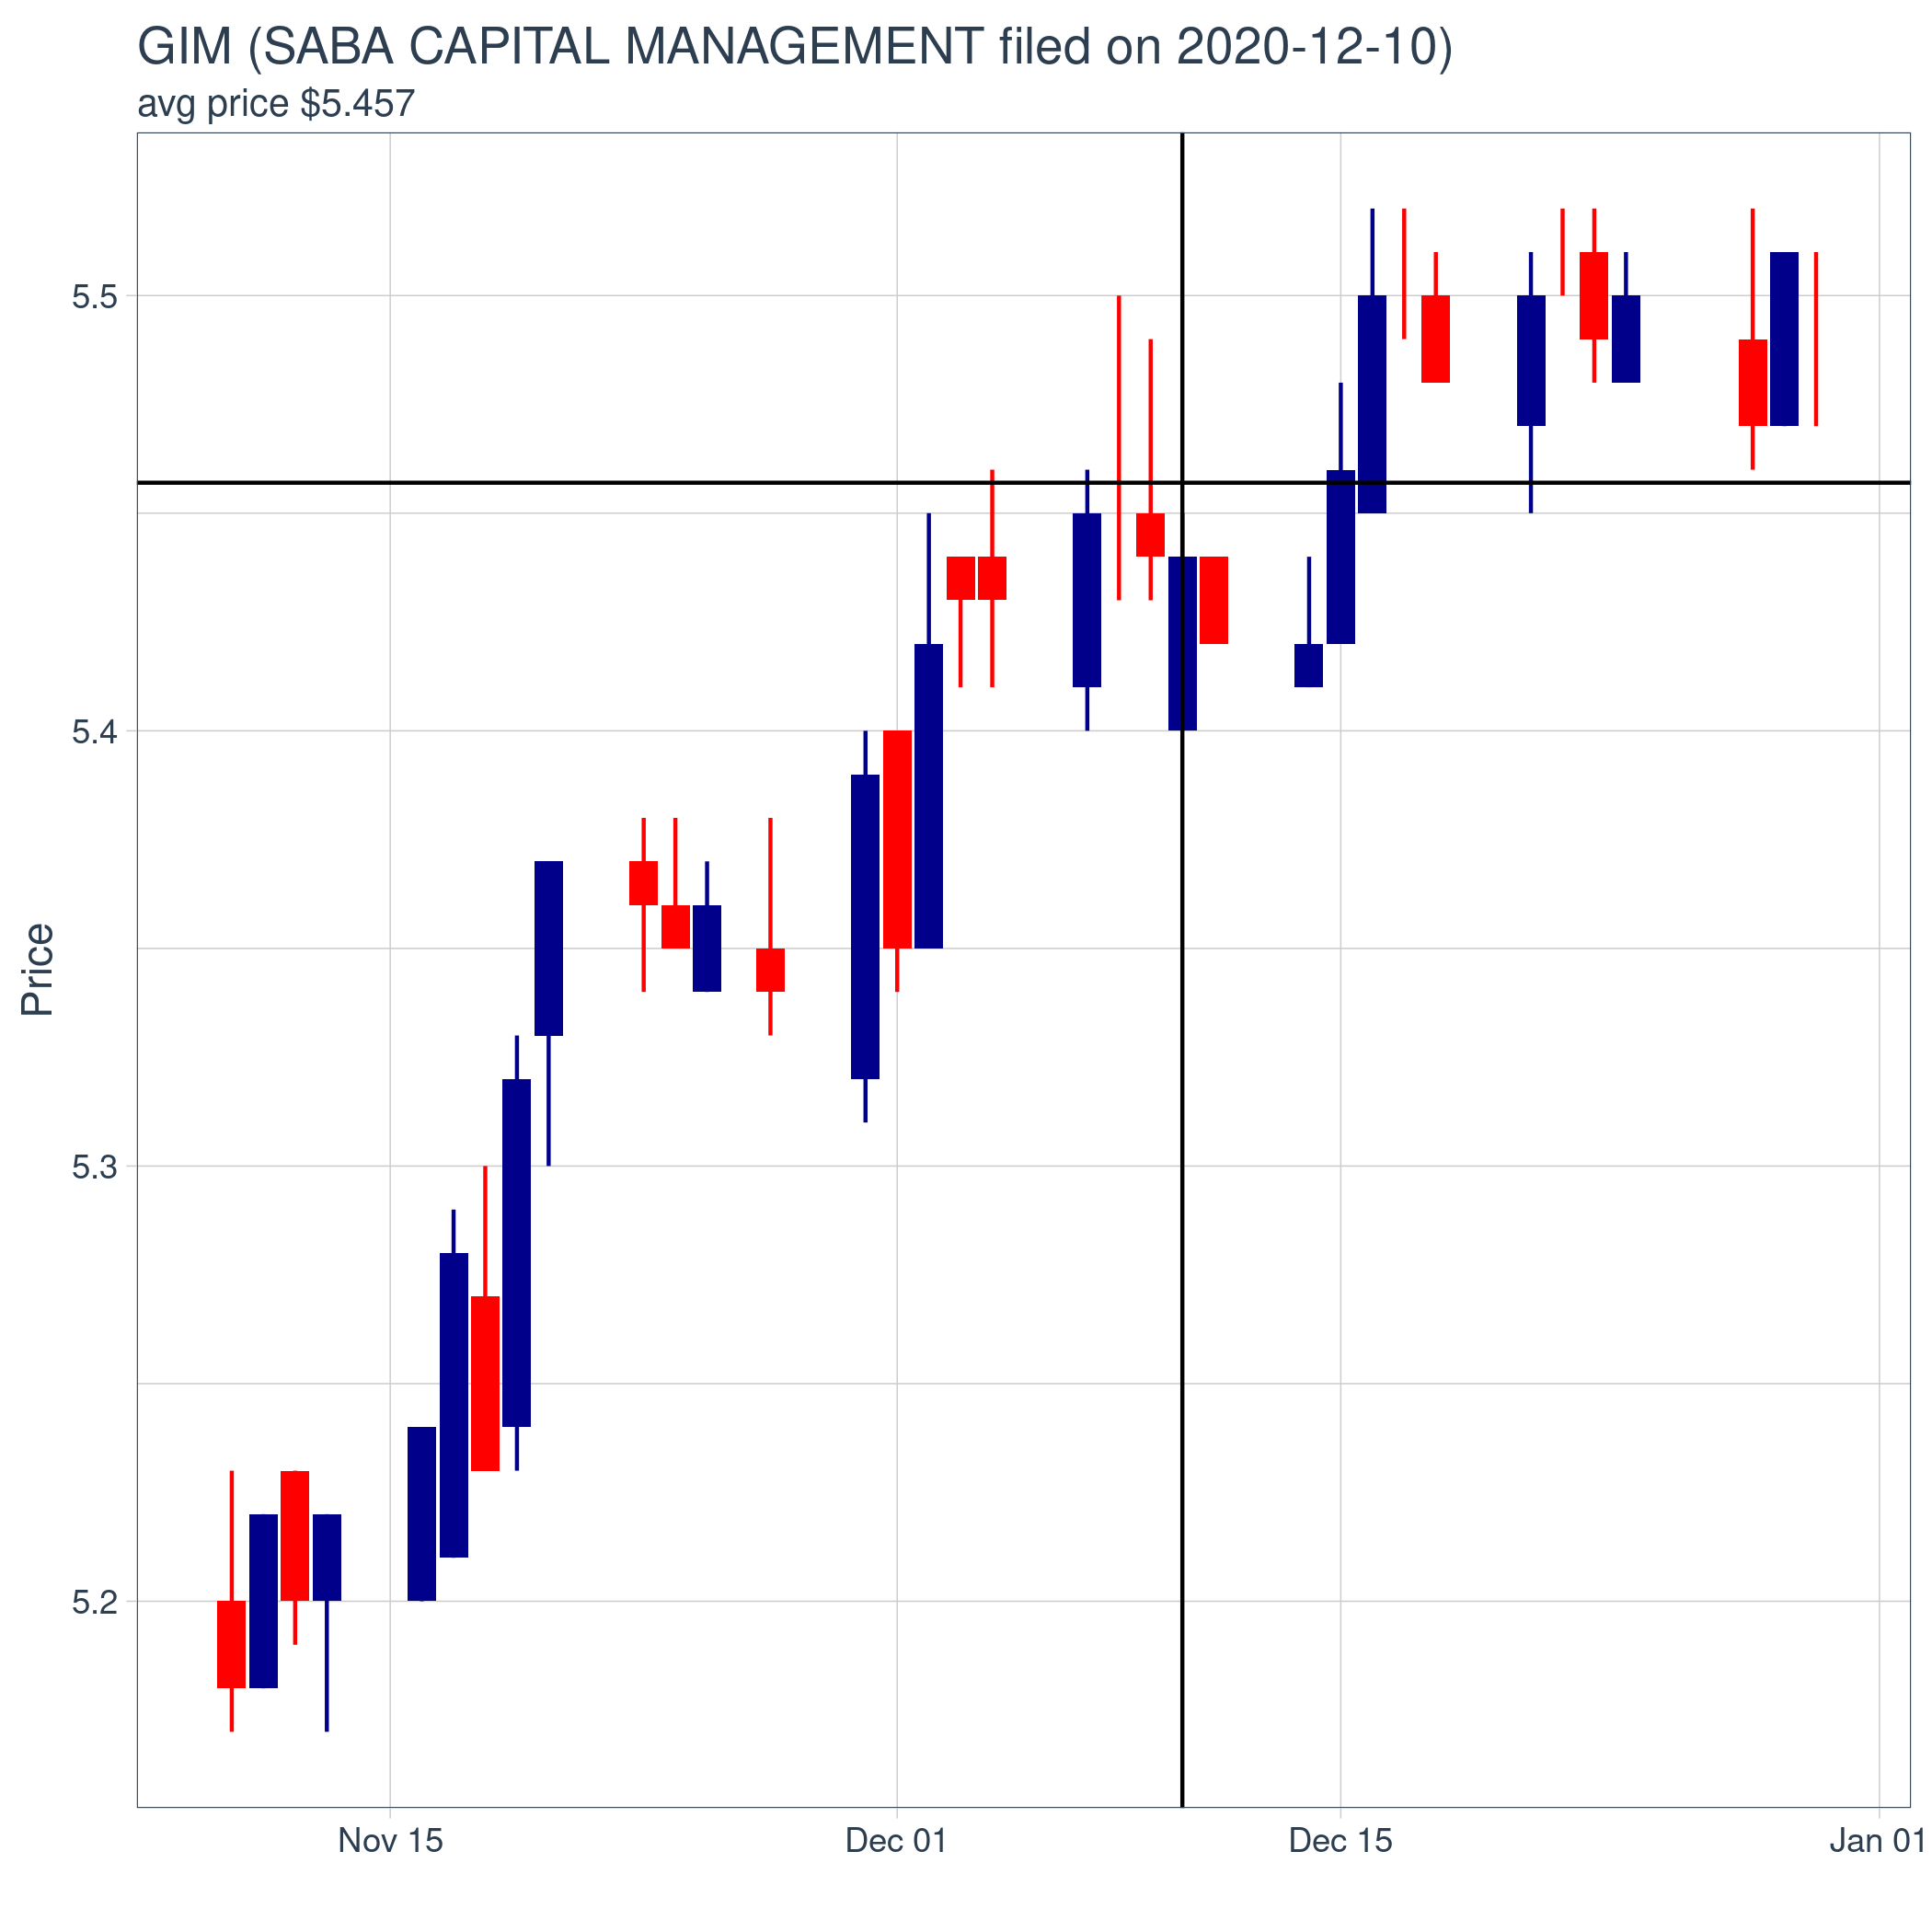 GIM (SABA CAPITAL MANAGEMENT filed on 2020-12-10)
avg price $5.457
5.5
5.4
5.3
5.2
Price
Nov 15
Dec 01
Dec 15
Jan 01